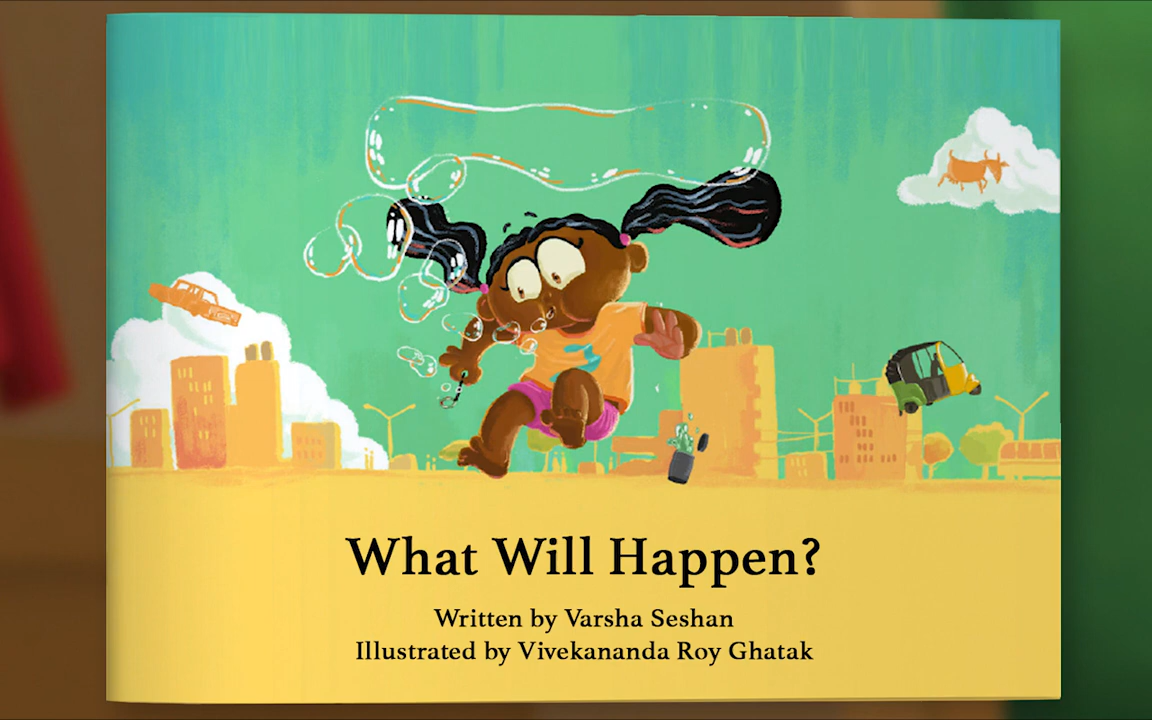 What Will Happen?
Written by Varsha Seshan
Illustrated by Vivekananda Roy Ghatak